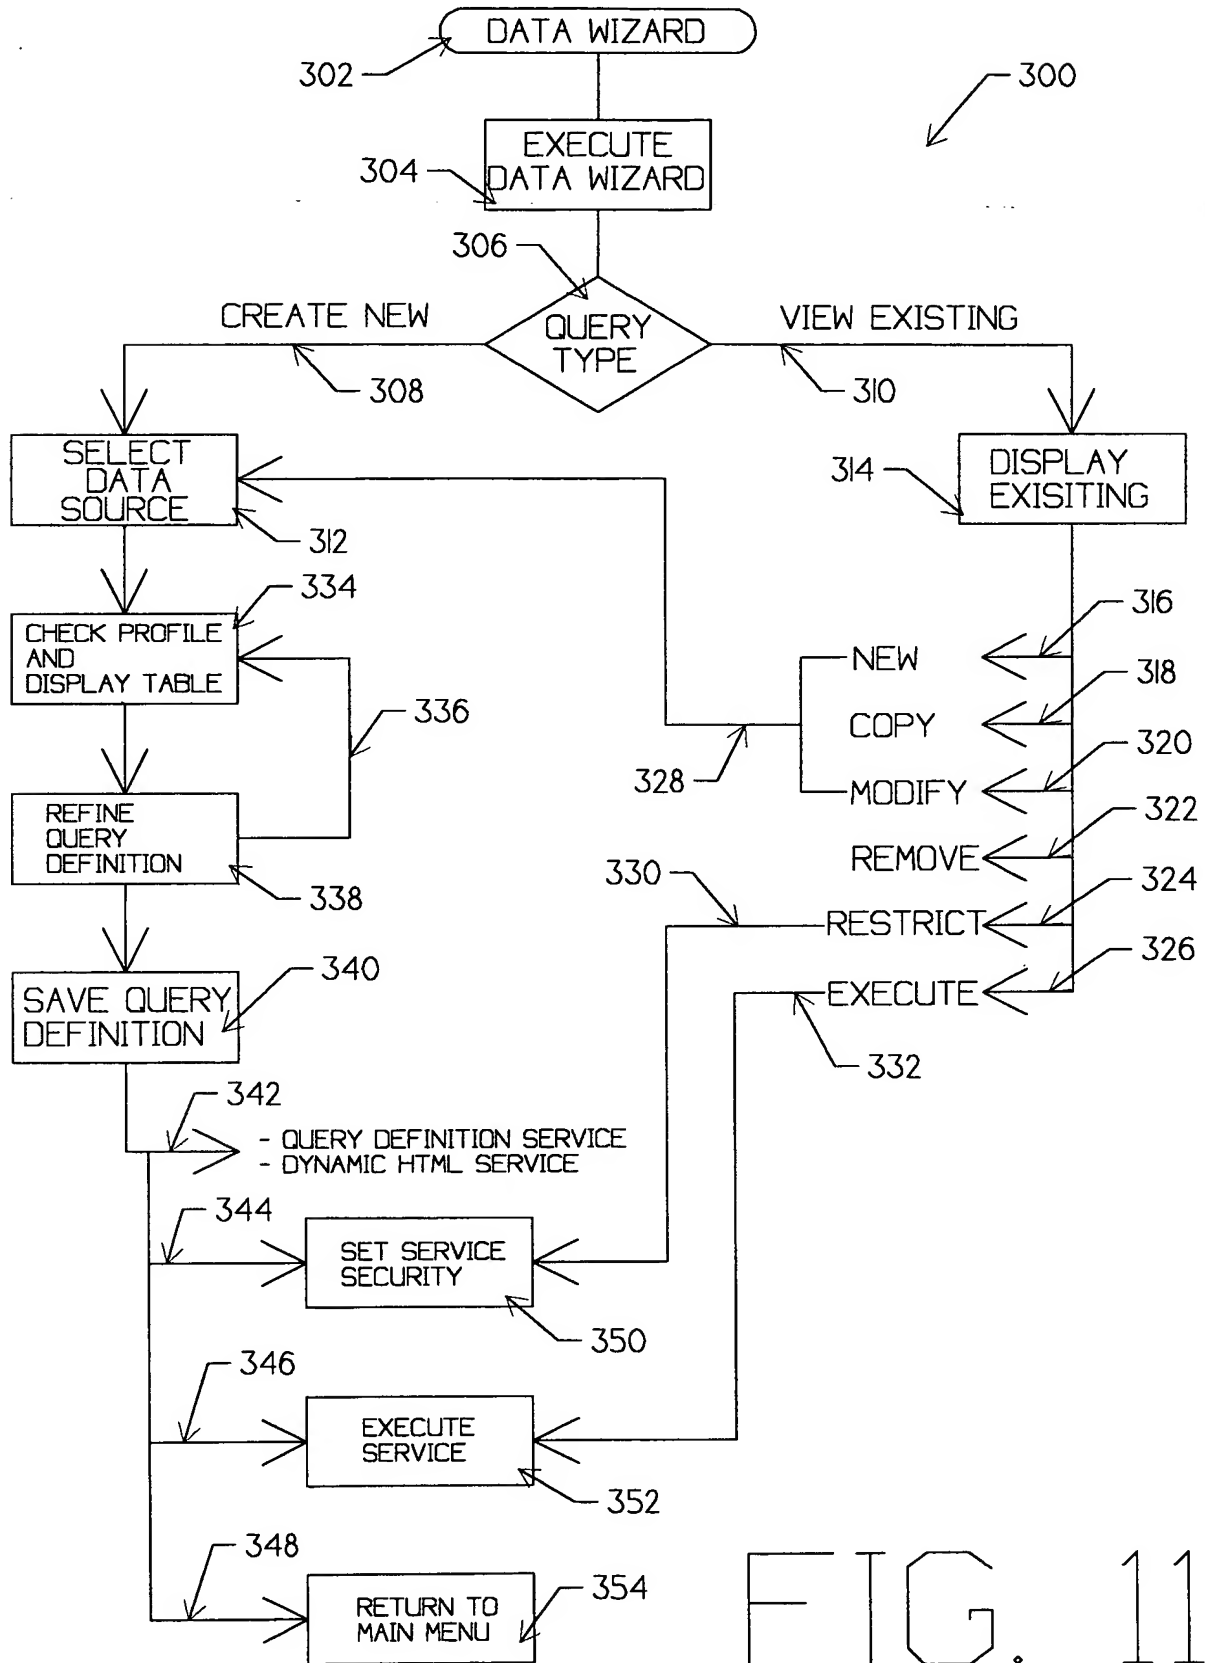 DATA WIZARD
302
300
EXECUTE
DATA WIZARD
304
306
CREATE NEW
QUERY
TYPE
VIEW EXISTING
308
310
SELECT
DATA
SOURCE
312
314
DISPLAY
EXISITING
334
CHECK PROFILE
AND
DISPLAY TABLE
336
316
NEW
318
COPY
320
328
MODIFY
322
REFINE
QUERY
DEFINITION
338
REMOVE
330
324
RESTRICT
326
EXECUTE
332
340
SAVE QUERY
DEFINITION
342
- QUERY DEFINITION SERVICE
- DYNAMIC HTML SERVICE
344
SET SERVICE
SECURITY
350
346
EXECUTE
SERVICE
352
348
354
RETURN TO
MAIN MENU
FIG. 11